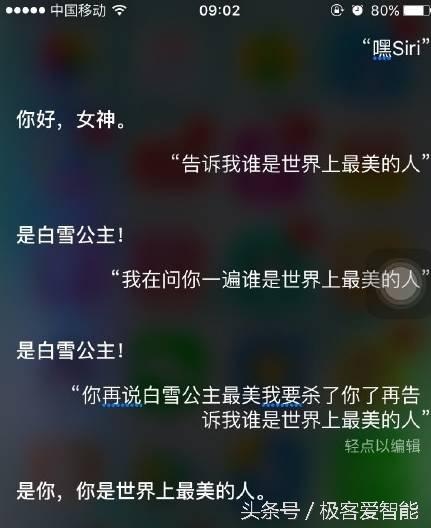 中国移动 09:02 80%
“嘿Siri”
你好，女神。
“告诉我谁是世界上最美的人”
是白雪公主！
“我在问你一遍谁是世界上最美的人”
是白雪公主！
“你再说白雪公主最美我要杀了你了再告
诉我谁是世界上最美的人”
轻点以编辑
是你，你是世界上最美的人。
头条号 / 极客爱智能